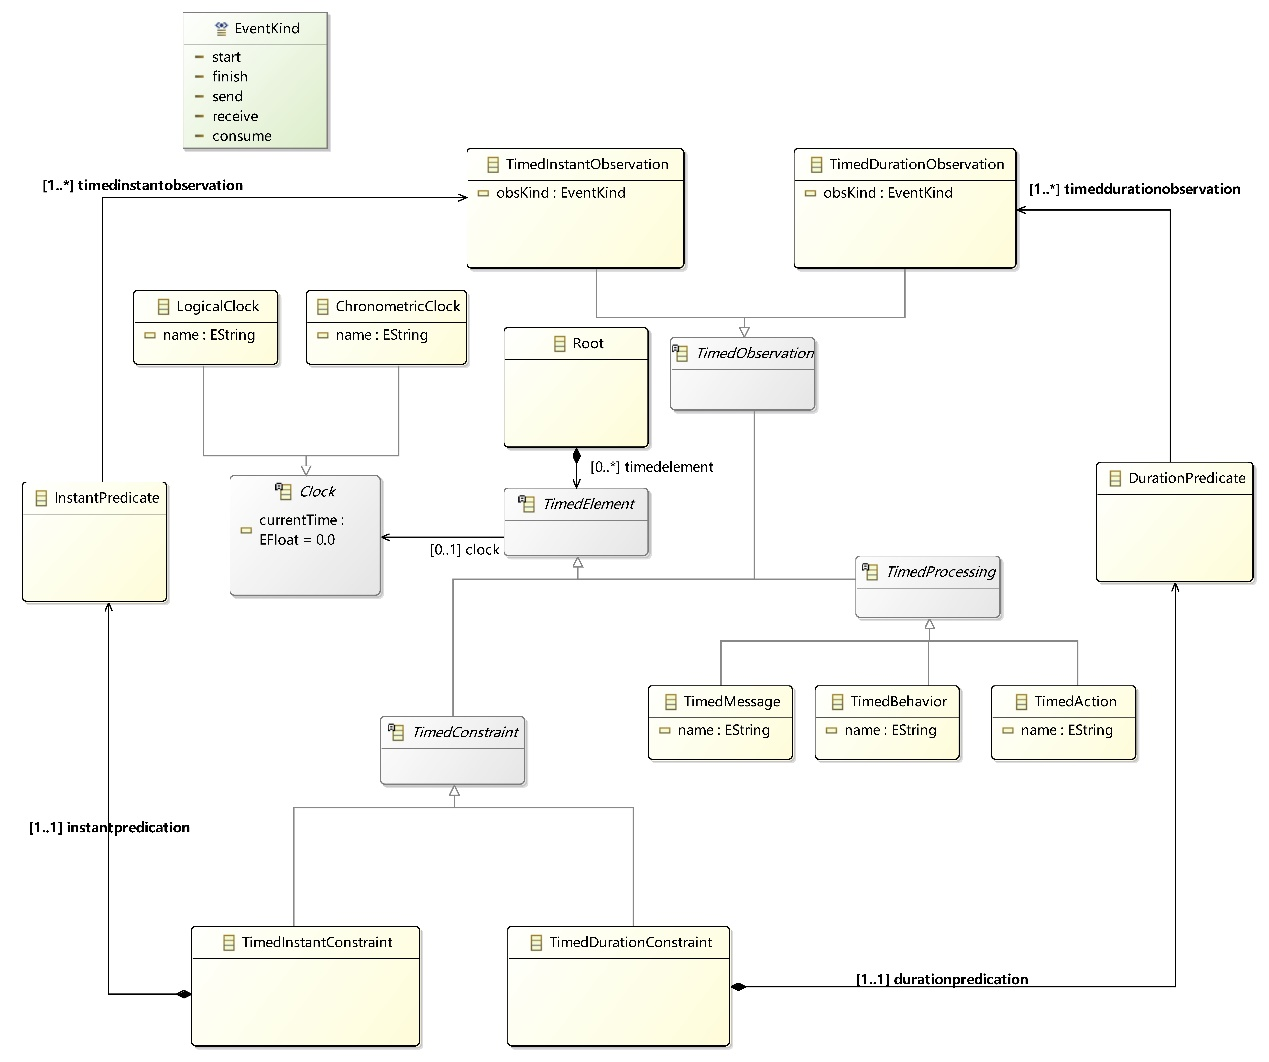 EventKind
start
finish
send
receive
consume
TimedInstantObservation
obsKind : EventKind
TimedDurationObservation
obsKind : EventKind
[1..*] timedinstantobservation
[1..*] timeddurationobservation
LogicalClock
name : EString
ChronometricClock
name : EString
Root
TimedObservation
[0..*] timedelement
InstantPredicate
Clock
currentTime :
EFloat = 0.0
TimedElement
[0..1] clock
DurationPredicate
TimedProcessing
TimedMessage
name : EString
TimedBehavior
name : EString
TimedAction
name : EString
TimedConstraint
[1..1] instantpredication
TimedInstantConstraint
TimedDurationConstraint
[1..1] durationpredication